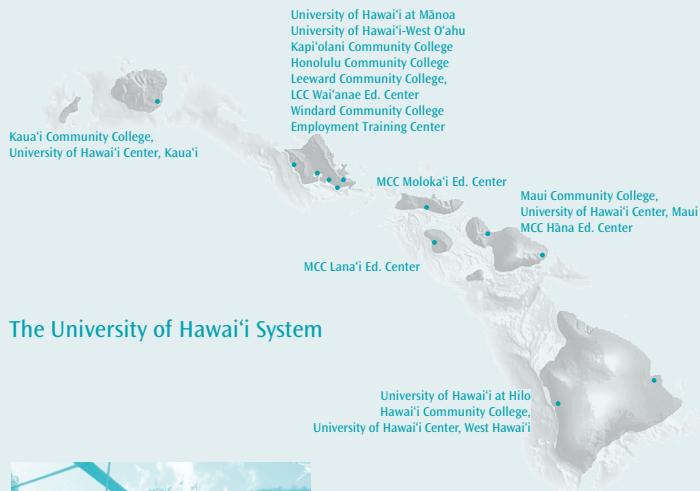 University of Hawaiʻi at Mānoa
University of Hawaiʻi-West Oʻahu
Kapiʻolani Community College
Honolulu Community College
Leeward Community College,
LCC Waiʻanae Ed. Center
Windard Community College
Employment Training Center
Kauaʻi Community College,
University of Hawaiʻi Center, Kauaʻi
MCC Molokaʻi Ed. Center
Maui Community College,
University of Hawaiʻi Center, Maui
MCC Hāna Ed. Center
MCC Lanaʻi Ed. Center
The University of Hawaiʻi System
University of Hawaiʻi at Hilo
Hawaiʻi Community College,
University of Hawaiʻi Center, West Hawaiʻi